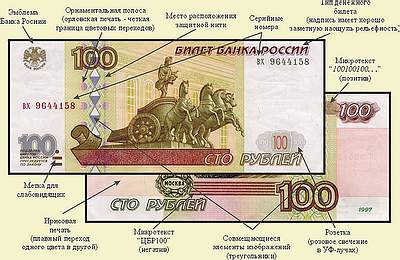 Эмблема
Банка России
Орнаментальная полоса
(орловская печать - четкая
граница цветовых переходов)
Место расположения
защитной нити
Серийные
номера
Тип денежного
билета
(надпись имеет хорошо
заметную наощупь рельефность)
Микротекст
"100100100..."
(позитив)
100
БИЛЕТ БАНКА РОССИИ
вх 9644158
вх 9644158
100
100
100
СТО РУБЛЕЙ
МОСКВА
СТО РУБЛЕЙ
100
1997
Метка для
слабовидящих
Ирисовая
печать
(плавный переход
одного цвета в другой)
Микротекст
"ЦБР100"
(негатив)
Совмещающиеся
элементы изображений
(треугольники)
Розетка
(розовое свечение
в УФ-лучах)